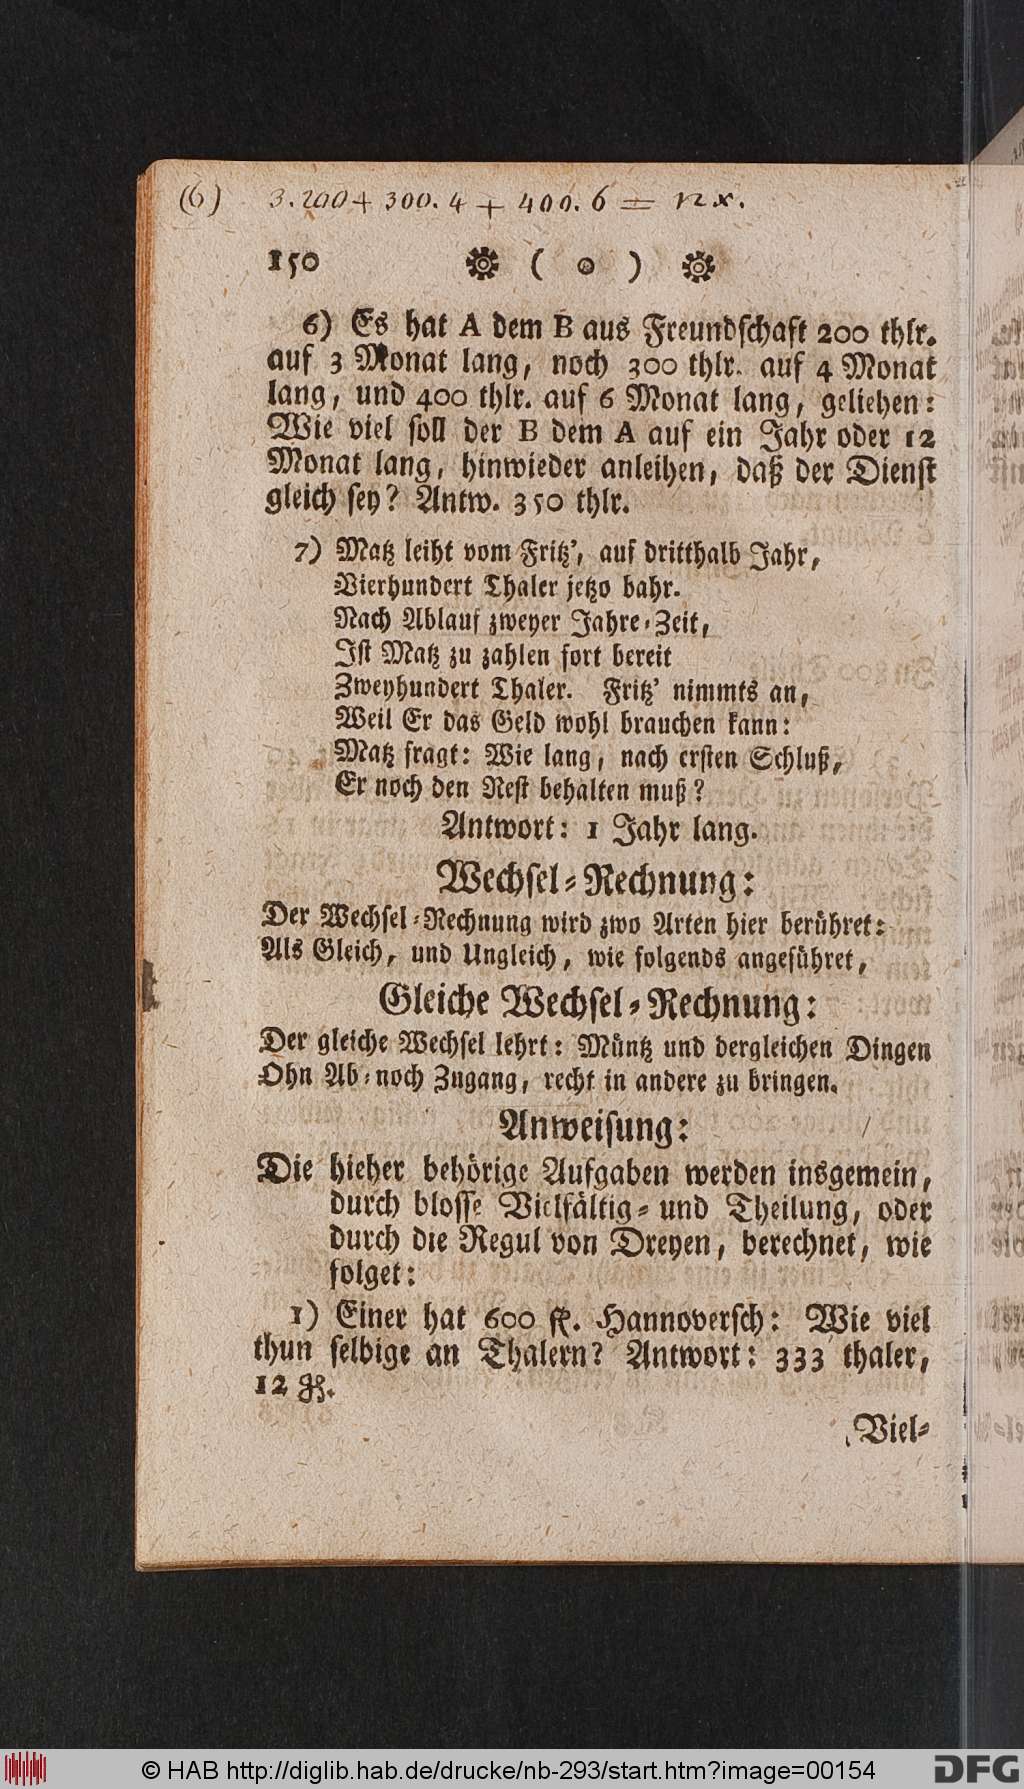 (6) 3.200+ 300.4 + 400.6 = 12x.
150 ( o )
6) Es hat A dem B aus Freundschaft 200 thlr.
auf 3 Monat lang, noch 300 thlr. auf 4 Monat
lang, und 400 thlr. auf 6 Monat lang, geliehen:
Wie viel soll der B dem A auf ein Jahr oder 12
Monat lang, hinwieder anleihen, daß der Dienst
gleich sey? Antw. 350 thlr.
7) Matz leiht vom Fritz', auf dritthalb Jahr,
Vierhundert Thaler jetzo bahr.
Nach Ablauf zweyer Jahre-Zeit,
Ist Matz zu zahlen fort bereit
Zweyhundert Thaler. Fritz' nimmts an,
Weil Er das Geld wohl brauchen kann:
Matz fragt: Wie lang, nach ersten Schluß,
Er noch den Rest behalten muß?
Antwort: 1 Jahr lang.
Wechsel-Rechnung:
Der Wechsel-Rechnung wird zwo Arten hier berühret:
Als Gleich, und Ungleich, wie folgends angeführet,
Gleiche Wechsel-Rechnung:
Der gleiche Wechsel lehrt: Müntz und dergleichen Dingen
Ohn Ab-noch Zugang, recht in andere zu bringen.
Anweisung:
Die hieher behörige Aufgaben werden insgemein,
durch blosse Vielfältig- und Theilung, oder
durch die Regul von Dreyen, berechnet, wie
folget:
1) Einer hat 600 fl. Hannoversch: Wie viel
thun selbige an Thalern? Antwort: 333 thaler,
12 gg.
Viel-
© HAB http://diglib.hab.de/drucke/nb-293/start.htm?image=00154 DFG